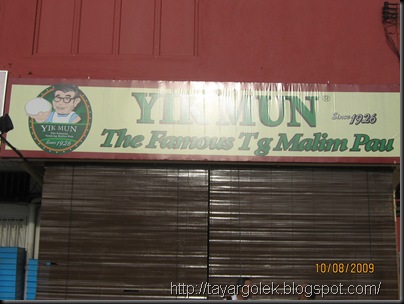 YIK MUN ®
Since 1926
The Famous Tg Malim Pau
YIK MUN
Since 1926
10/08/2009
http://tayargolek.blogspot.com/